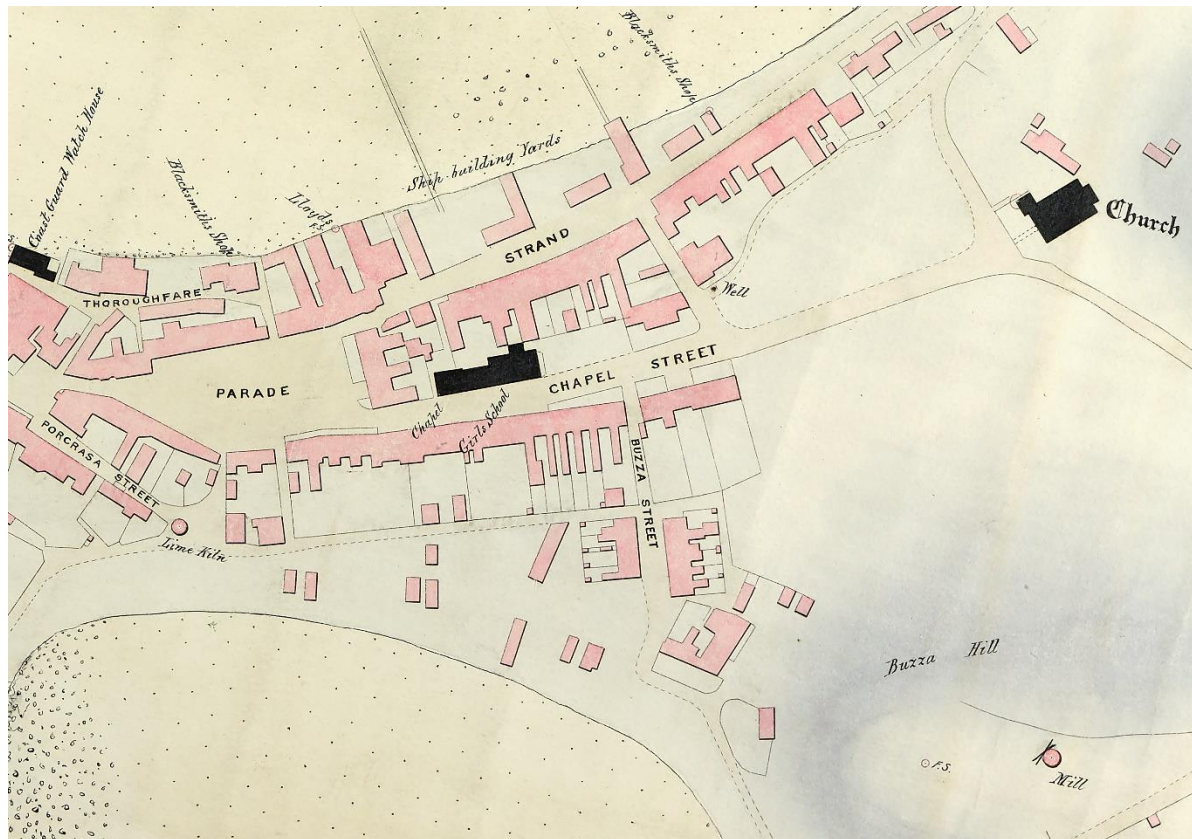 Coast Guard Watch House
Blacksmiths Shop
Lloyds
F.S.
Ship-building Yards
Blacksmiths Shop
THOROUGHFARE
STRAND
Church
Well
PARADE
CHAPEL STREET
Chapel
Girls School
PORCRASA STREET
BUZZA STREET
Lime Kiln
Buzza Hill
F.S.
Mill